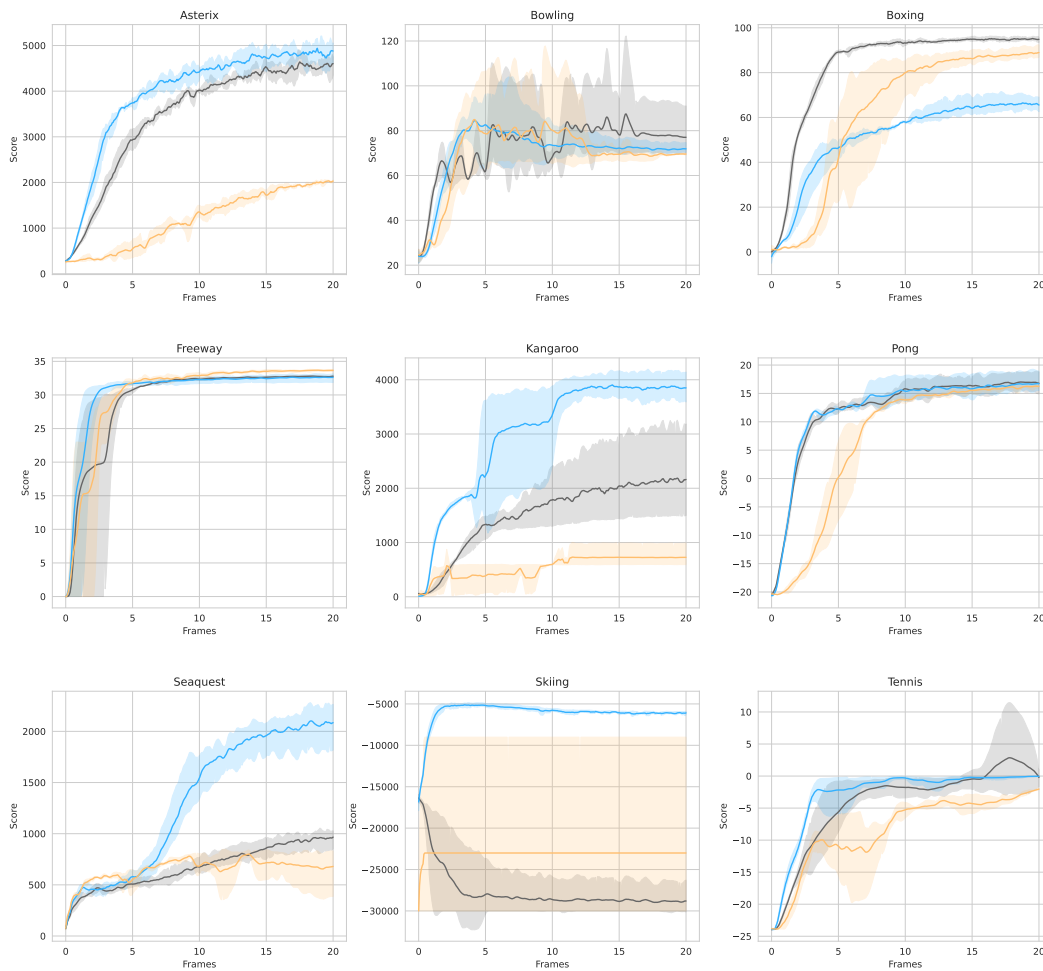 Asterix
Score
5000
4000
3000
2000
1000
0
0 5 10 15 20
Frames
Bowling
Score
120
100
80
60
40
20
0 5 10 15 20
Frames
Boxing
Score
100
80
60
40
20
0
0 5 10 15 20
Frames
Freeway
Score
35
30
25
20
15
10
5
0
0 5 10 15 20
Frames
Kangaroo
Score
4000
3000
2000
1000
0
0 5 10 15 20
Frames
Pong
Score
20
15
10
5
0
−5
−10
−15
−20
0 5 10 15 20
Frames
Seaquest
Score
2000
1500
1000
500
0
0 5 10 15 20
Frames
Skiing
Score
−5000
−10000
−15000
−20000
−25000
−30000
0 5 10 15 20
Frames
Tennis
Score
10
5
0
−5
−10
−15
−20
−25
0 5 10 15 20
Frames